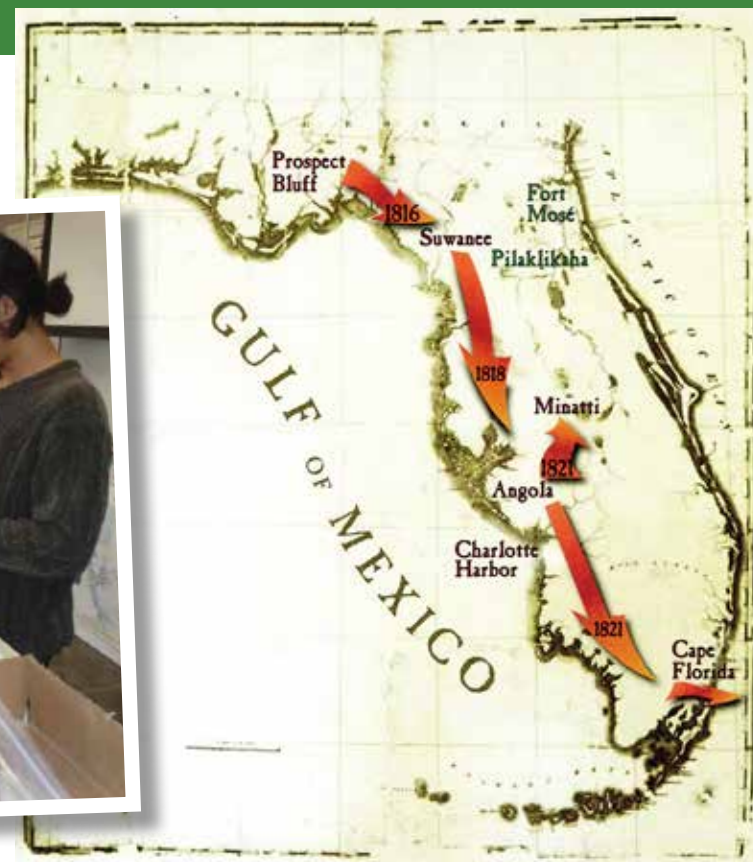 Prospect
Bluff
1816
Suwanee
Fort
Mosé
Pilaklikaha
1818
Minatti
1821
Angola
Charlotte
Harbor
1821
Cape
Florida
GULF
OF
MEXICO